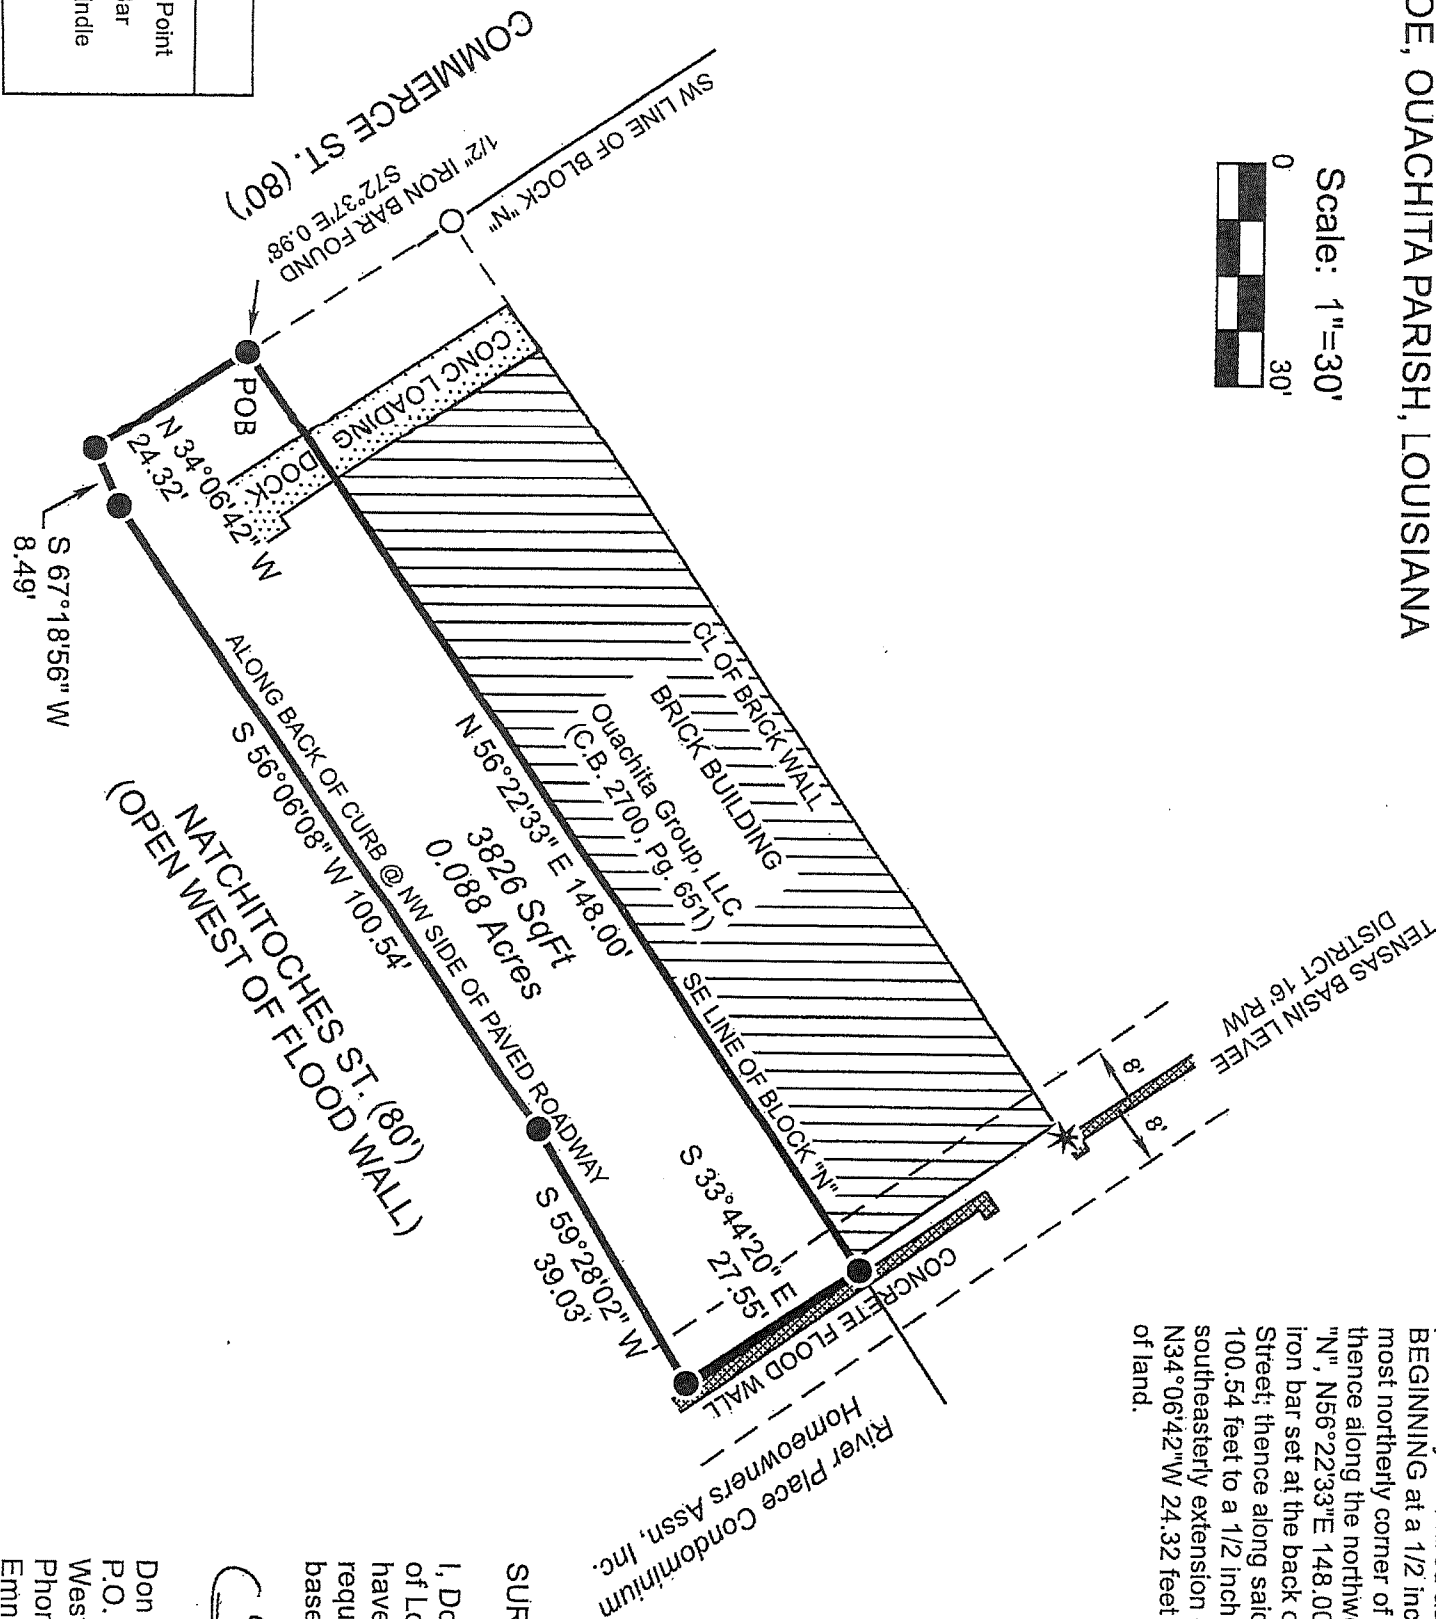 DE, OUACHITA PARISH, LOUISIANA
Scale: 1"=30'
0 30'
Point
COMMERCE ST. (80')
SW LINE OF BLOCK "N"
1/2" IRON BAR FOUND
S72°37'E 0.98'
POB
CONC LOADING
DOCK
N 34°06'42" W
24.32'
S 67°18'56" W
8.49'
CL OF BRICK WALL
BRICK BUILDING
Ouachita Group, LLC
(C.B. 2700, Pg. 651)
N 56°22'33" E 148.00'
SE LINE OF BLOCK "N"
3826 SqFt
0.088 Acres
ALONG BACK OF CURB @ NW SIDE OF PAVED ROADWAY
S 56°06'08" W 100.54'
NATCHITOCHES ST. (80')
(OPEN WEST OF FLOOD WALL)
S 59°28'02" W
39.03'
S 33°44'20" E
27.55'
CONCRETE FLOOD WALL
TENSAS BASIN LEVEE
DISTRICT 16' R/W
8'
8'
River Place Condominium
Homeowners Assn, Inc.
BEGINNING at a 1/2 inc
most northerly corner of
thence along the northw
"N", N56°22'33"E 148.00
iron bar set at the back o
Street; thence along said
100.54 feet to a 1/2 inch
southeasterly extension
N34°06'42"W 24.32 feet
of land.
SUR
I, Do
of Lo
have
requ
base
Don
P.O.
West
Phon